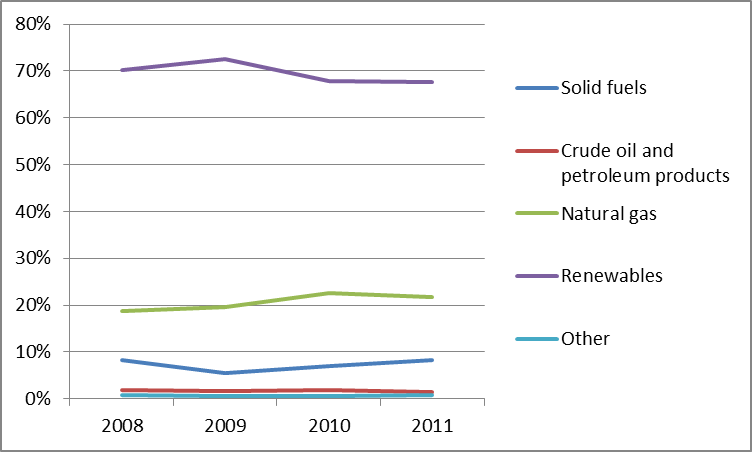 80%
70%
60%
50%
40%
30%
20%
10%
0%
2008 2009 2010 2011
Solid fuels
Crude oil and
petroleum products
Natural gas
Renewables
Other